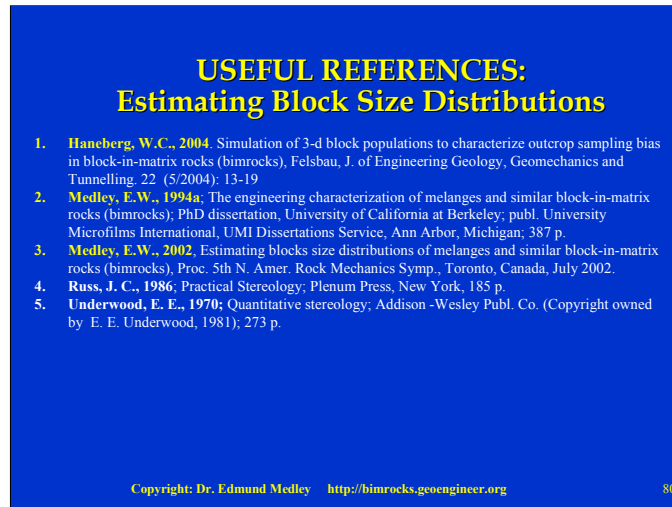 USEFUL REFERENCES:
Estimating Block Size Distributions
1. Haneberg, W.C., 2004. Simulation of 3-d block populations to characterize outcrop sampling bias
in block-in-matrix rocks (bimrocks), Felsbau, J. of Engineering Geology, Geomechanics and
Tunnelling. 22 (5/2004): 13-19
2. Medley, E.W., 1994a; The engineering characterization of melanges and similar block-in-matrix
rocks (bimrocks); PhD dissertation, University of California at Berkeley; publ. University
Microfilms International, UMI Dissertations Service, Ann Arbor, Michigan; 387 p.
3. Medley, E.W., 2002, Estimating blocks size distributions of melanges and similar block-in-matrix
rocks (bimrocks), Proc. 5th N. Amer. Rock Mechanics Symp., Toronto, Canada, July 2002.
4. Russ, J. C., 1986; Practical Stereology; Plenum Press, New York, 185 p.
5. Underwood, E. E., 1970; Quantitative stereology; Addison -Wesley Publ. Co. (Copyright owned
by E. E. Underwood, 1981); 273 p.
Copyright: Dr. Edmund Medley http://bimrocks.geoengineer.org